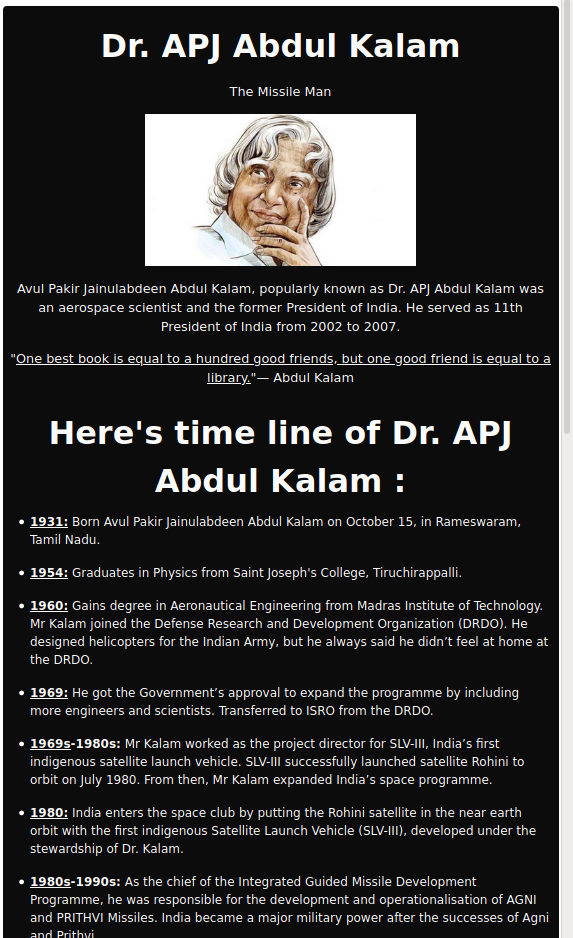 Dr. APJ Abdul Kalam
The Missile Man
Avul Pakir Jainulabdeen Abdul Kalam, popularly known as Dr. APJ Abdul Kalam was
an aerospace scientist and the former President of India. He served as 11th
President of India from 2002 to 2007.
"One best book is equal to a hundred good friends, but one good friend is equal to a
library."— Abdul Kalam
Here's time line of Dr. APJ
Abdul Kalam :
• 1931: Born Avul Pakir Jainulabdeen Abdul Kalam on October 15, in Rameswaram,
Tamil Nadu.
• 1954: Graduates in Physics from Saint Joseph's College, Tiruchirappalli.
• 1960: Gains degree in Aeronautical Engineering from Madras Institute of Technology.
Mr Kalam joined the Defense Research and Development Organization (DRDO). He
designed helicopters for the Indian Army, but he always said he didn’t feel at home at
the DRDO.
• 1969: He got the Government’s approval to expand the programme by including
more engineers and scientists. Transferred to ISRO from the DRDO.
• 1969s-1980s: Mr Kalam worked as the project director for SLV-III, India’s first
indigenous satellite launch vehicle. SLV-III successfully launched satellite Rohini to
orbit on July 1980. From then, Mr Kalam expanded India’s space programme.
• 1980: India enters the space club by putting the Rohini satellite in the near earth
orbit with the first indigenous Satellite Launch Vehicle (SLV-III), developed under the
stewardship of Dr. Kalam.
• 1980s-1990s: As the chief of the Integrated Guided Missile Development
Programme, he was responsible for the development and operationalisation of AGNI
and PRITHVI Missiles. India became a major military power after the successes of Agni
and Prithvi